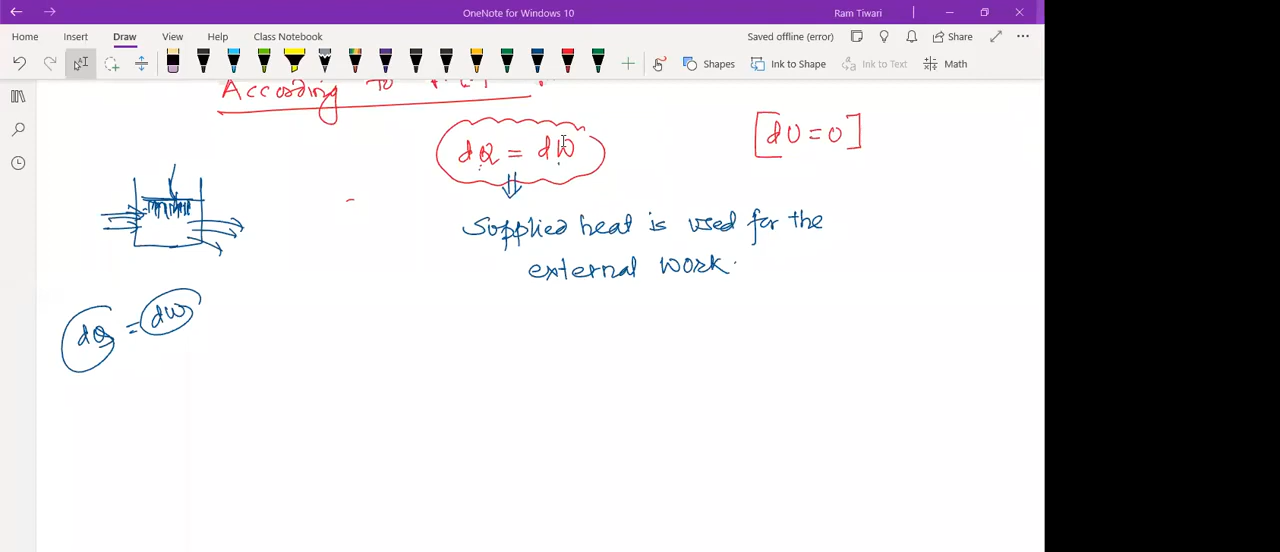 OneNote for Windows 10
Ram Tiwari
Home Insert Draw View Help Class Notebook
Saved offline (error) Share
Shapes Ink to Shape Ink to Text Math
According To
dQ = dW
[dU = 0]
Supplied heat is used for the
external work.
dQ = dW